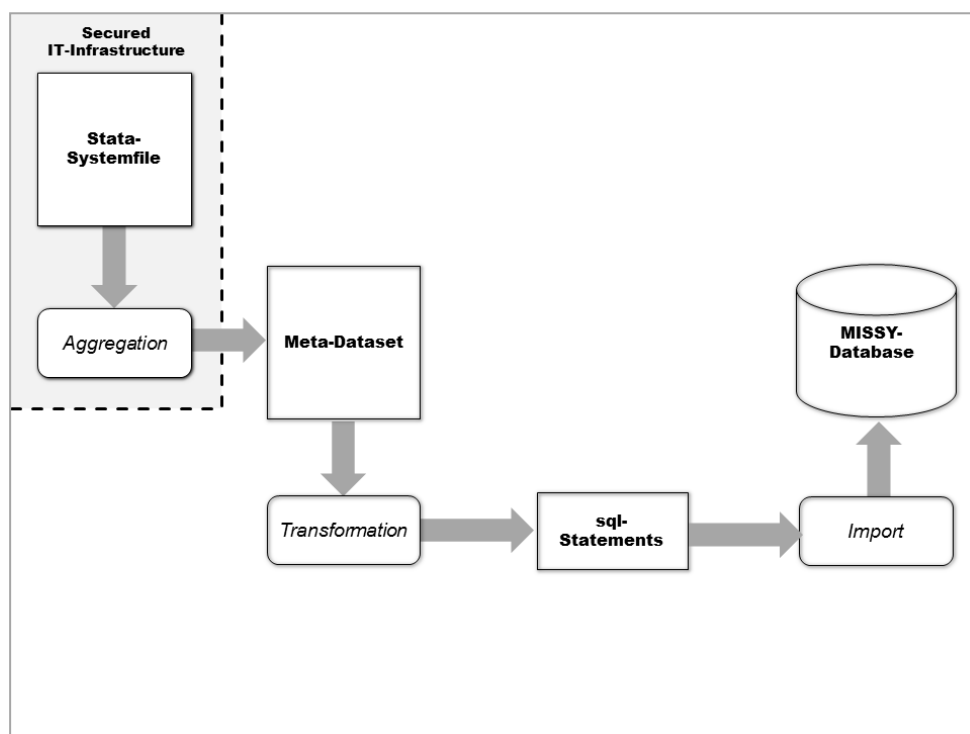 Secured
IT-Infrastructure
Stata-
Systemfile
Aggregation
Meta-Dataset
MISSY-
Database
Transformation
sql-
Statements
Import